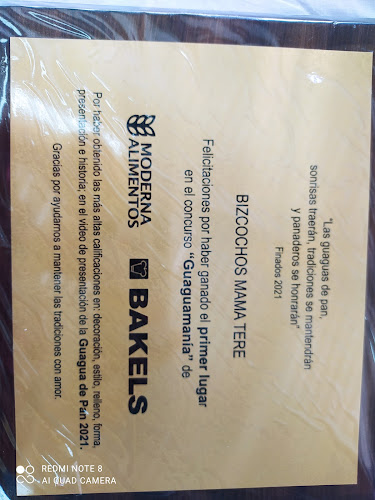 "Las guaguas de pan,
sonrisas traerán, tradiciones se mantendrán
y panaderos se honrarán"
Finados 2021
BIZCOCHOS MAMA TERE
Felicitaciones por haber ganado el primer lugar
en el concurso "Guaguamanía" de
MODERNA
ALIMENTOS
BAKELS
Por haber obtenido las más altas calificaciones en: decoración, estilo, relleno, forma,
presentación e historia; en el video de presentación de la Guagua de Pan 2021.
Gracias por ayudarnos a mantener las tradiciones con amor.
REDMI NOTE 8
AI QUAD CAMERA